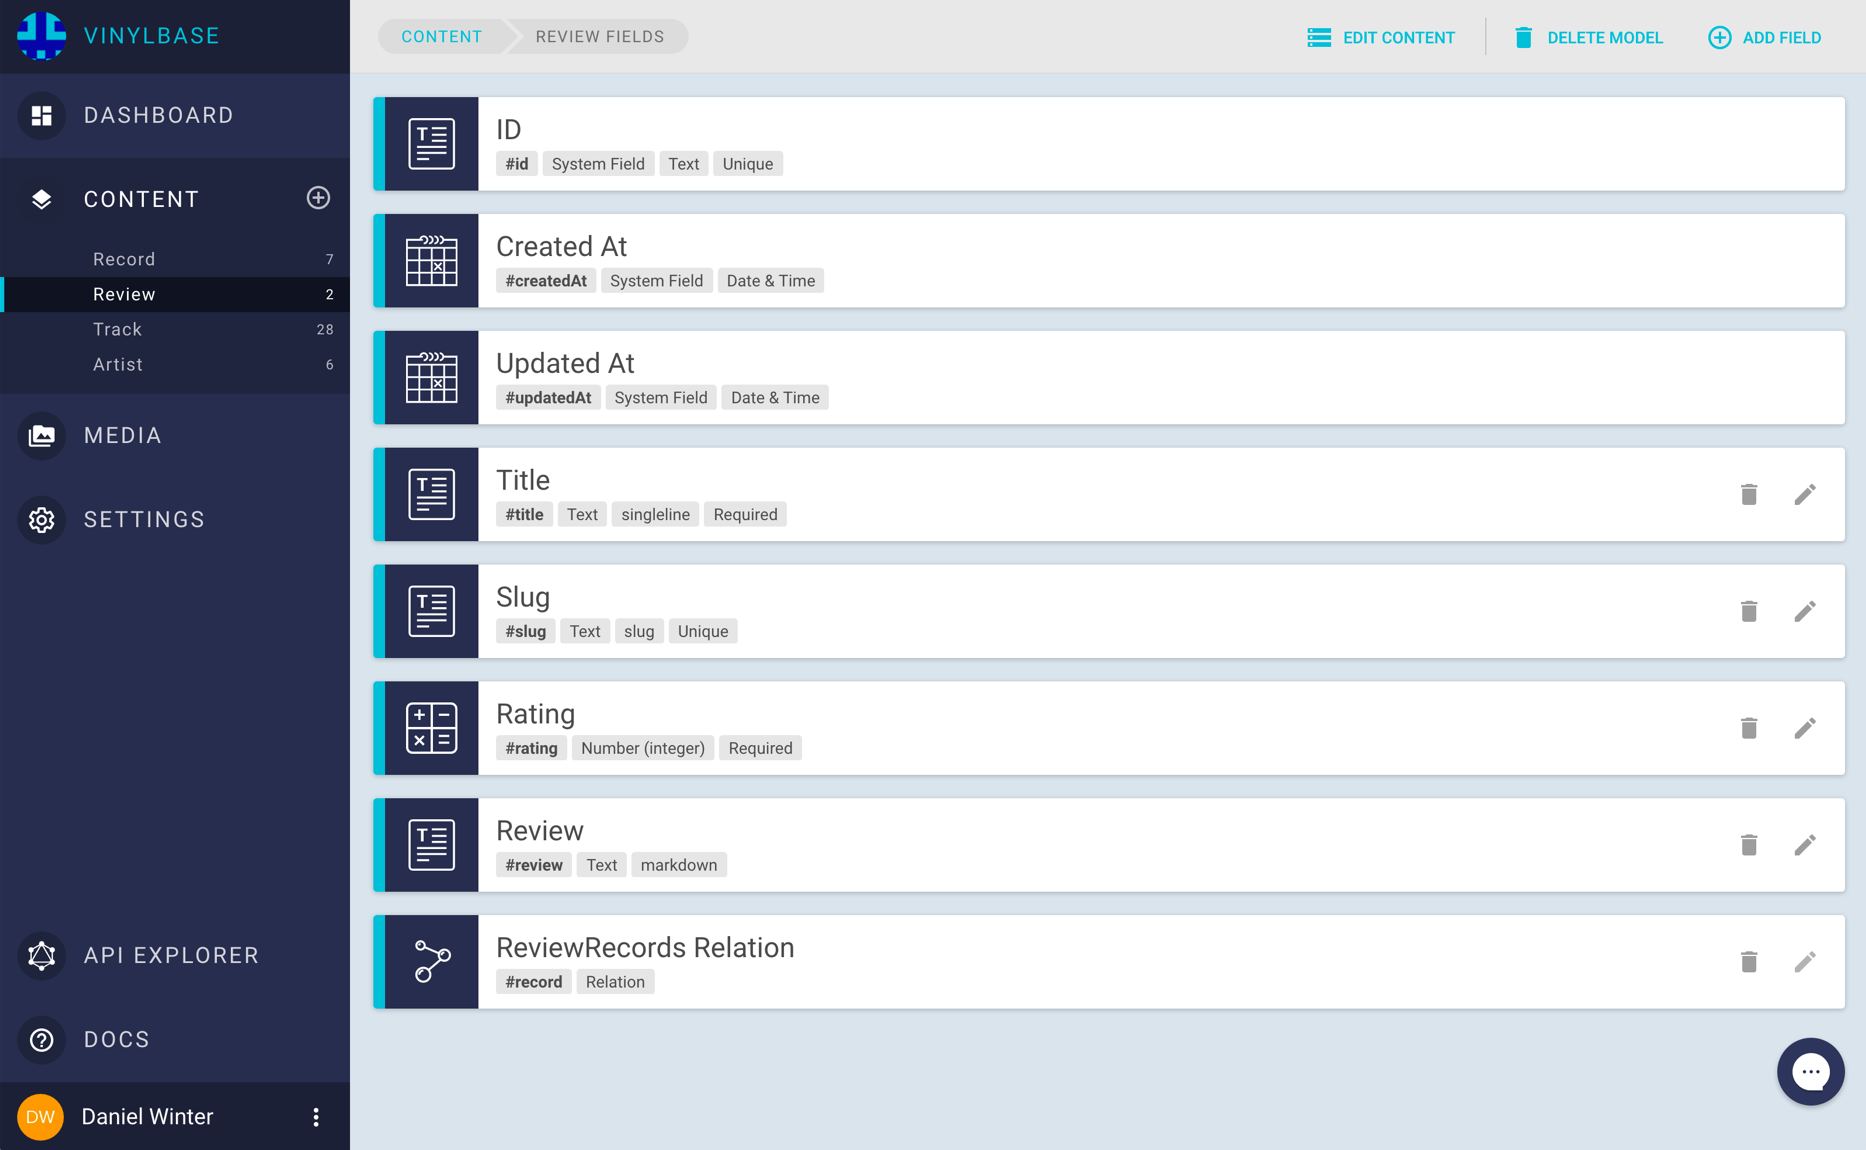 VINYLBASE
DASHBOARD
CONTENT
Record 7
Review 2
Track 28
Artist 6
MEDIA
SETTINGS
API EXPLORER
DOCS
DW Daniel Winter
CONTENT REVIEW FIELDS
EDIT CONTENT DELETE MODEL ADD FIELD
ID
#id System Field Text Unique
Created At
#createdAt System Field Date & Time
Updated At
#updatedAt System Field Date & Time
Title
#title Text singleline Required
Slug
#slug Text slug Unique
Rating
#rating Number (integer) Required
Review
#review Text markdown
ReviewRecords Relation
#record Relation